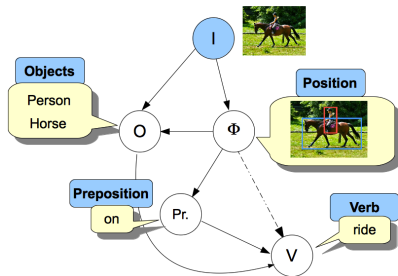 I
Objects
Person
Horse
Position
O
Φ
Preposition
on
Pr.
Verb
ride
V